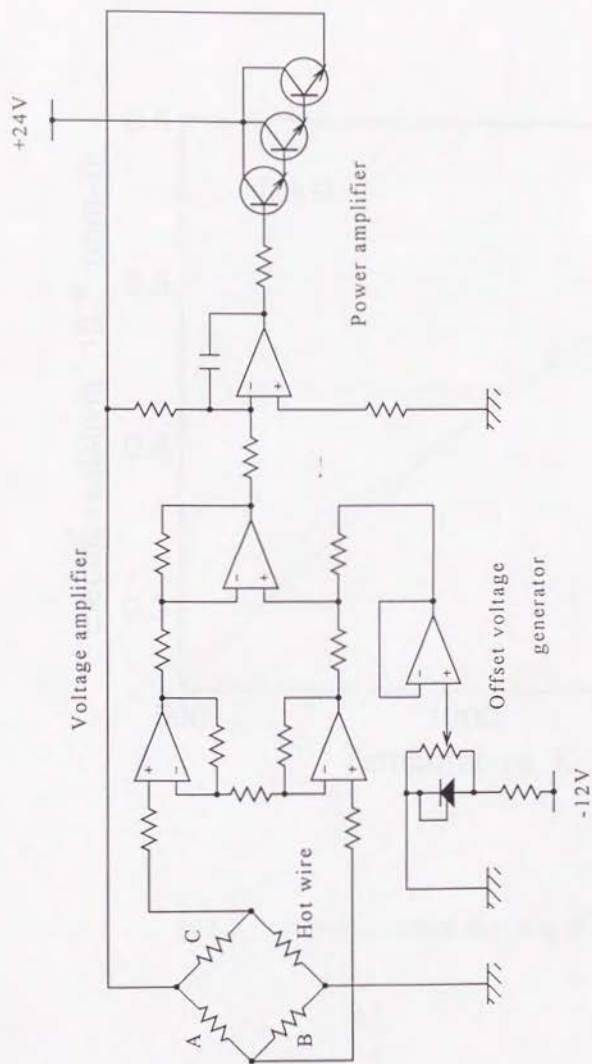 +24V
Voltage amplifier
Power amplifier
Offset voltage
generator
-12V
Hot wire
A
B
C
-
+
-
+
+
-
-
+
-
+